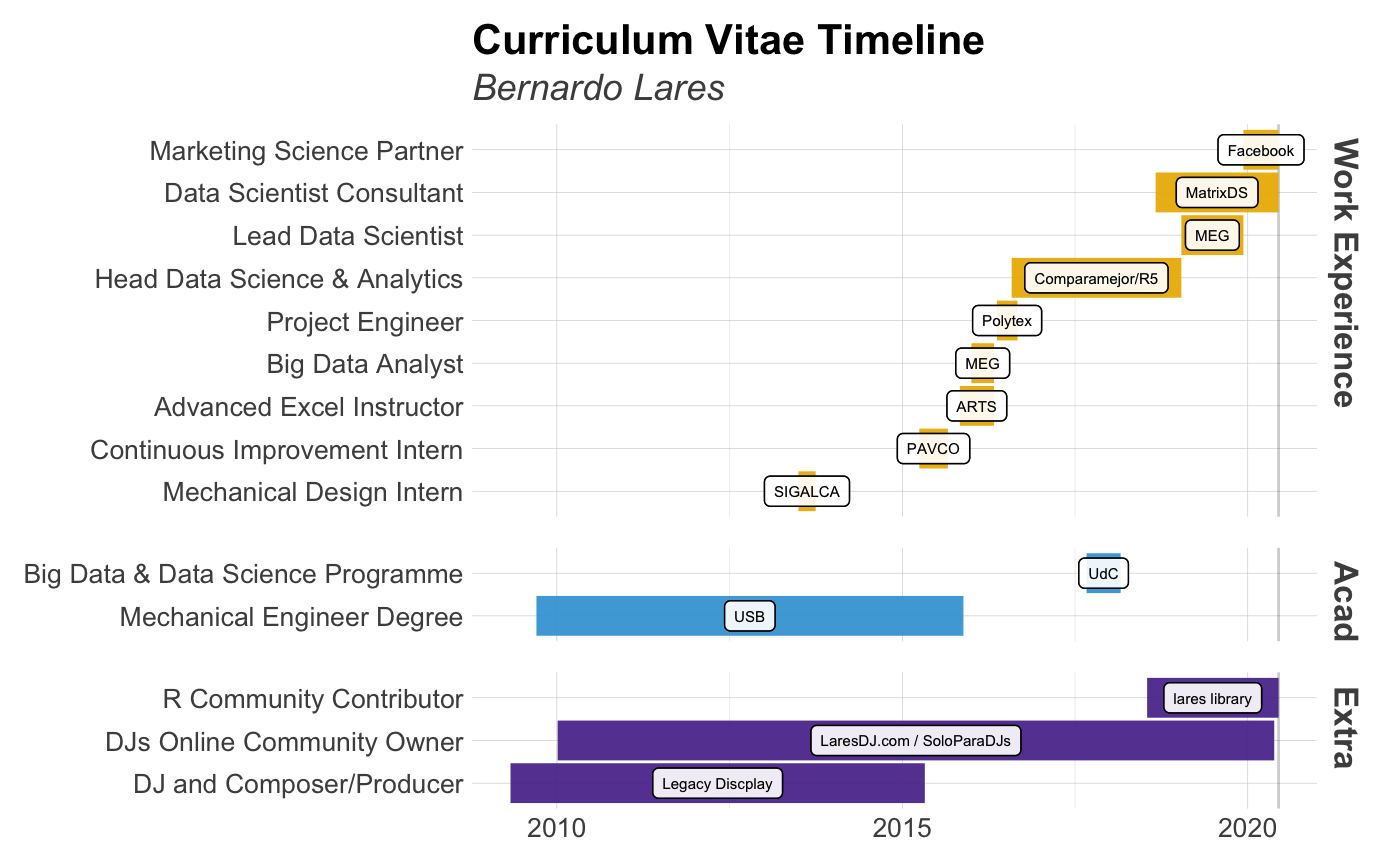 Curriculum Vitae Timeline
Bernardo Lares
Work Experience
Marketing Science Partner Facebook
Data Scientist Consultant MatrixDS
Lead Data Scientist MEG
Head Data Science & Analytics Comparamejor/R5
Project Engineer Polytex
Big Data Analyst MEG
Advanced Excel Instructor ARTS
Continuous Improvement Intern PAVCO
Mechanical Design Intern SIGALCA
Acad
Big Data & Data Science Programme UdC
Mechanical Engineer Degree USB
Extra
R Community Contributor lares library
DJs Online Community Owner LaresDJ.com / SoloParaDJs
DJ and Composer/Producer Legacy Discplay
2010 2015 2020